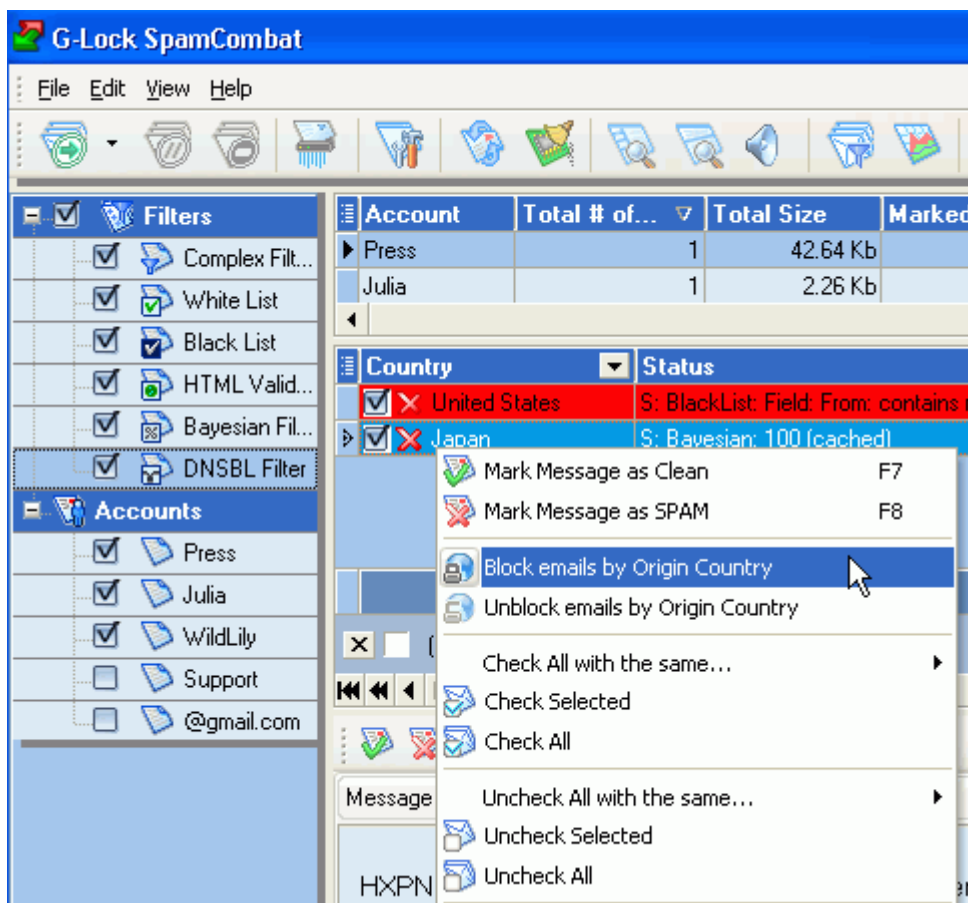 G-Lock SpamCombat
File Edit View Help
Filters
Complex Filt...
White List
Black List
HTML Valid...
Bayesian Fil...
DNSBL Filter
Accounts
Press
Julia
WildLily
Support
@gmail.com
Account Total # of... Total Size Marked
Press 1 42.64 Kb
Julia 1 2.26 Kb
Country Status
United States S: BlackList: Field: From: contains
Japan S: Bayesian: 100 (cached)
Mark Message as Clean F7
Mark Message as SPAM F8
Block emails by Origin Country
Unblock emails by Origin Country
Check All with the same...
Check Selected
Check All
Uncheck All with the same...
Uncheck Selected
Uncheck All
Message
HXPN